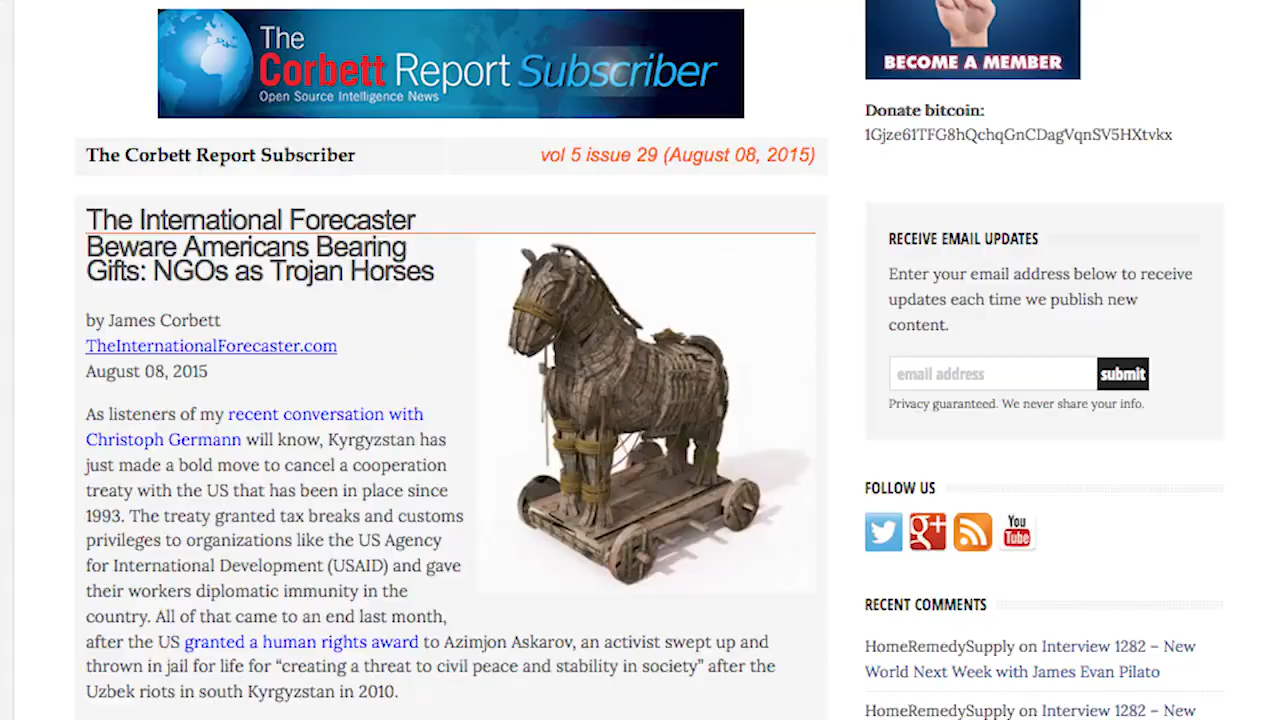 The
Corbett Report Subscriber
Open Source Intelligence News
The Corbett Report Subscriber
vol 5 issue 29 (August 08, 2015)
The International Forecaster
Beware Americans Bearing
Gifts: NGOs as Trojan Horses
by James Corbett
TheInternationalForecaster.com
August 08, 2015
As listeners of my recent conversation with
Christoph Germann will know, Kyrgyzstan has
just made a bold move to cancel a cooperation
treaty with the US that has been in place since
1993. The treaty granted tax breaks and customs
privileges to organizations like the US Agency
for International Development (USAID) and gave
their workers diplomatic immunity in the
country. All of that came to an end last month,
after the US granted a human rights award to Azimjon Askarov, an activist swept up and
thrown in jail for life for “creating a threat to civil peace and stability in society” after the
Uzbek riots in south Kyrgyzstan in 2010.
BECOME A MEMBER
Donate bitcoin:
1Gjze61TFG8hQchqGnCDagVqnSV5HXtvkx
RECEIVE EMAIL UPDATES
Enter your email address below to receive
updates each time we publish new
content.
email address
submit
Privacy guaranteed. We never share your info.
FOLLOW US
g+
You
Tube
RECENT COMMENTS
HomeRemedySupply on Interview 1282 – New
World Next Week with James Evan Pilato
HomeRemedySupply on Interview 1282 – New